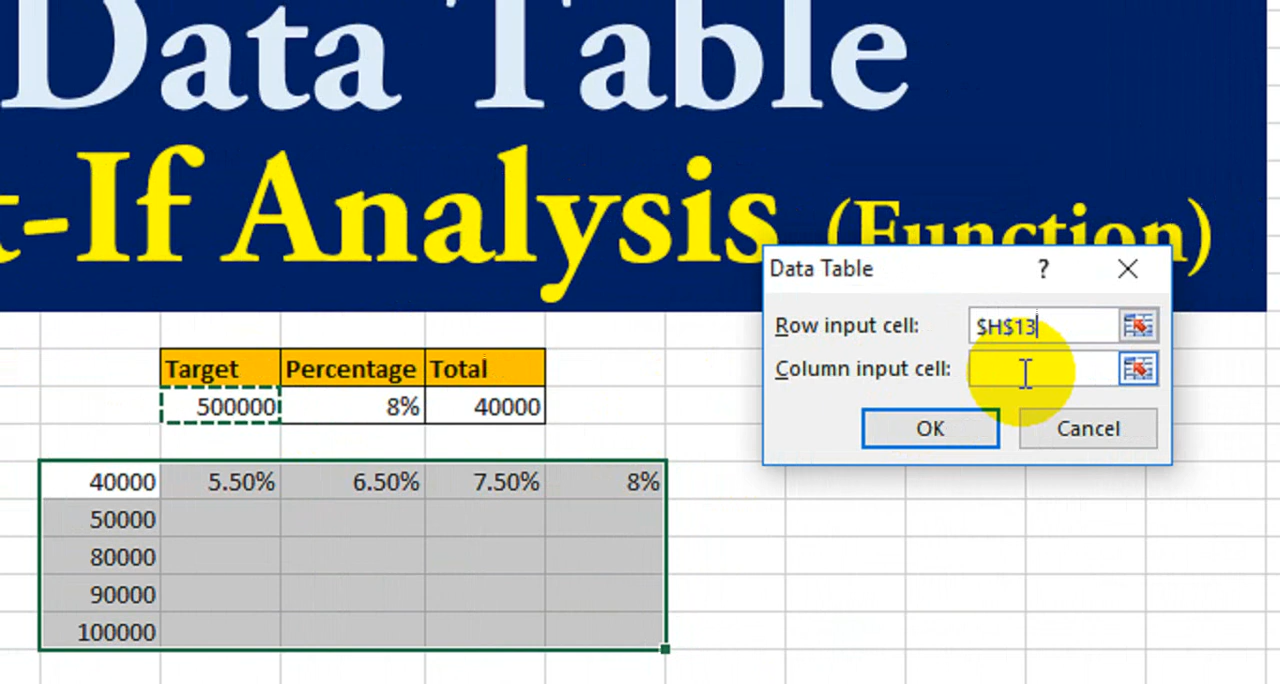 Data Table
t-If Analysis (Function)
Data Table ? ×
Row input cell: $H$13
Column input cell:
OK Cancel
Target Percentage Total
500000 8% 40000
40000 5.50% 6.50% 7.50% 8%
50000
80000
90000
100000